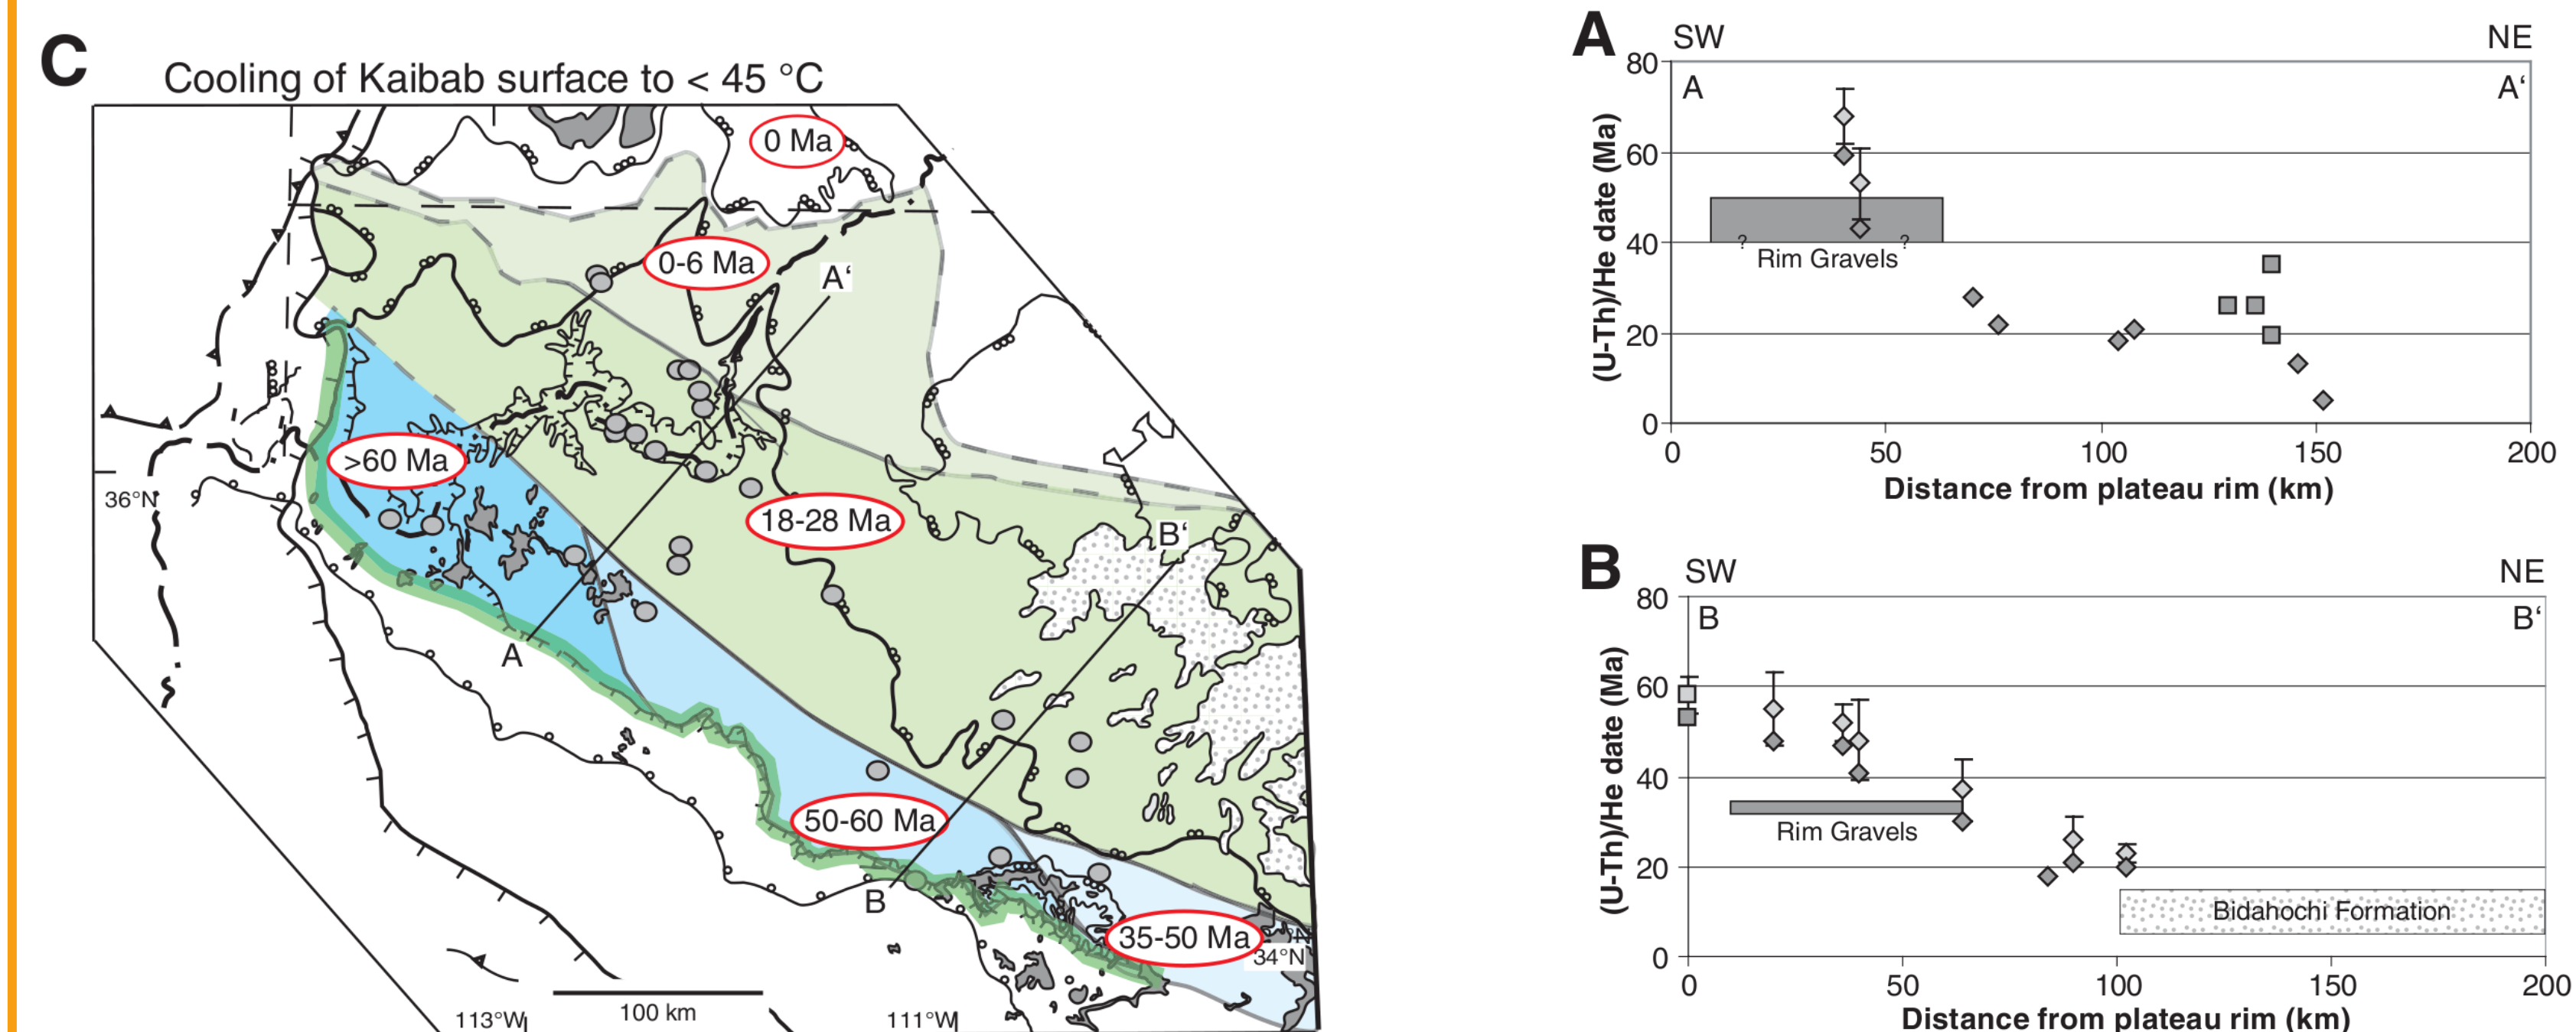 C
Cooling of Kaibab surface to < 45 °C
0 Ma
0-6 Ma
A‘
>60 Ma
36°N
18-28 Ma
B‘
A
50-60 Ma
B
35-50 Ma
°N
34°N
100 km
113°W
111°W
A
SW
NE
(U-Th)/He date (Ma)
80
60
40
20
0
A
A‘
?
?
Rim Gravels
0
50
100
150
200
Distance from plateau rim (km)
B
SW
NE
(U-Th)/He date (Ma)
80
60
40
20
0
B
B‘
Rim Gravels
Bidahochi Formation
0
50
100
150
200
Distance from plateau rim (km)